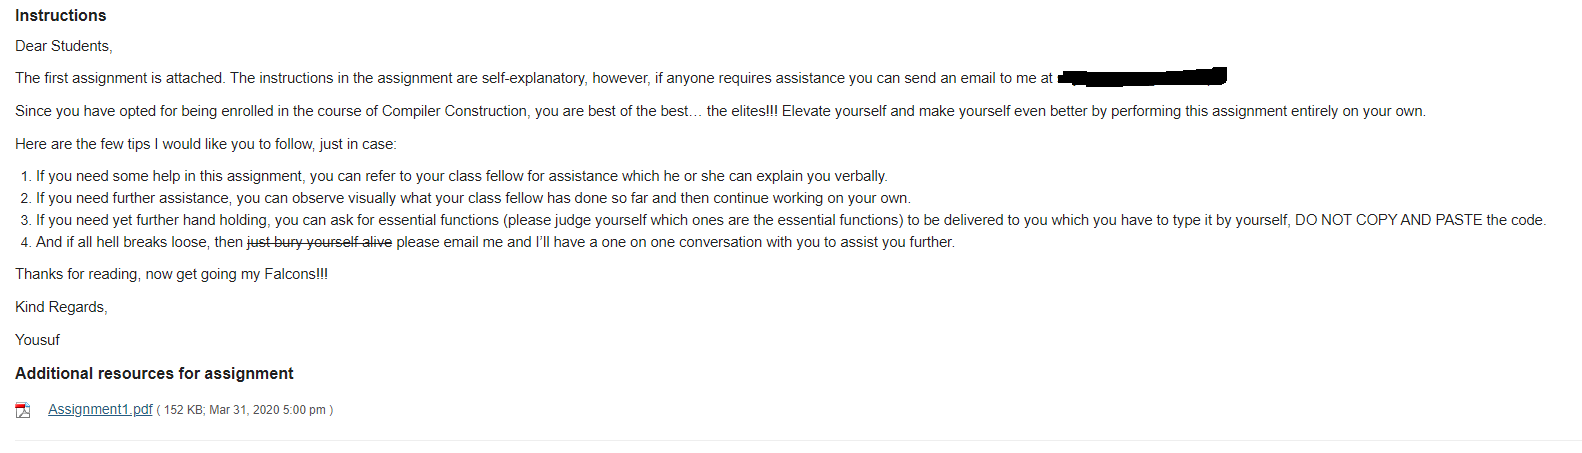 Instructions
Dear Students,
The first assignment is attached. The instructions in the assignment are self-explanatory, however, if anyone requires assistance you can send an email to me at
Since you have opted for being enrolled in the course of Compiler Construction, you are best of the best… the elites!!! Elevate yourself and make yourself even better by performing this assignment entirely on your own.
Here are the few tips I would like you to follow, just in case:
1. If you need some help in this assignment, you can refer to your class fellow for assistance which he or she can explain you verbally.
2. If you need further assistance, you can observe visually what your class fellow has done so far and then continue working on your own.
3. If you need yet further hand holding, you can ask for essential functions (please judge yourself which ones are the essential functions) to be delivered to you which you have to type it by yourself, DO NOT COPY AND PASTE the code.
4. And if all hell breaks loose, then just bury yourself alive please email me and I’ll have a one on one conversation with you to assist you further.
Thanks for reading, now get going my Falcons!!!
Kind Regards,
Yousuf
Additional resources for assignment
Assignment1.pdf ( 152 KB; Mar 31, 2020 5:00 pm )